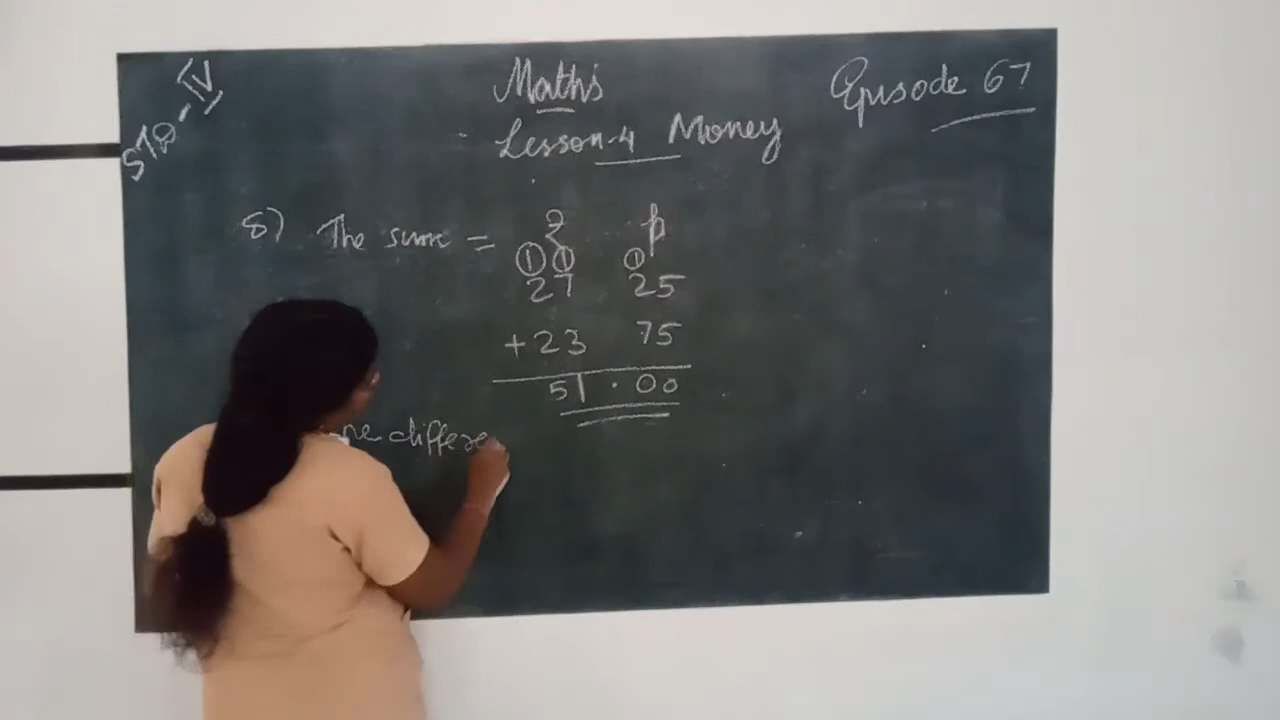 STD-IV
Maths
Episode 67
Lesson-4 Money
8) The sum = ₹ p
1 1 1
27 25
+23 75
51.00
differe